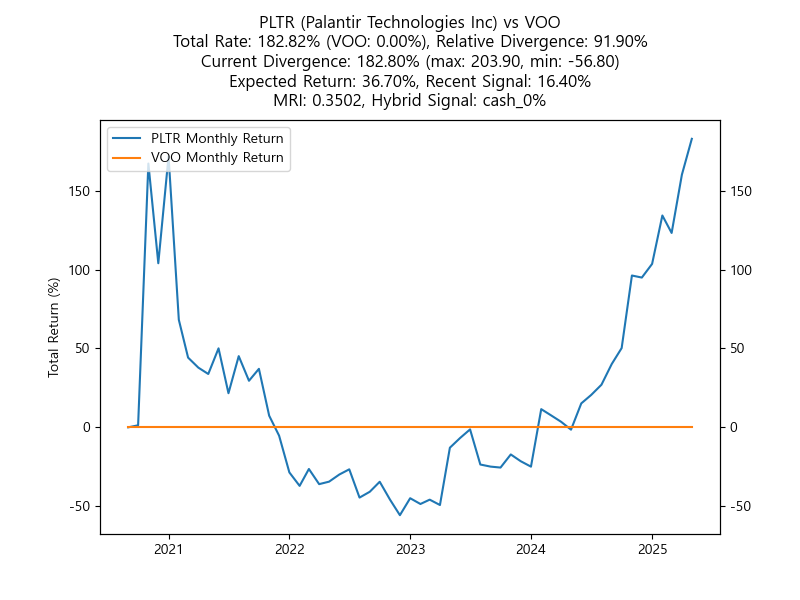 PLTR (Palantir Technologies Inc) vs VOO
Total Rate: 182.82% (VOO: 0.00%), Relative Divergence: 91.90%
Current Divergence: 182.80% (max: 203.90, min: -56.80)
Expected Return: 36.70%, Recent Signal: 16.40%
MRI: 0.3502, Hybrid Signal: cash_0%
PLTR Monthly Return
VOO Monthly Return
Total Return (%)
150 150
100 100
50 50
0 0
-50 -50
2021 2022 2023 2024 2025